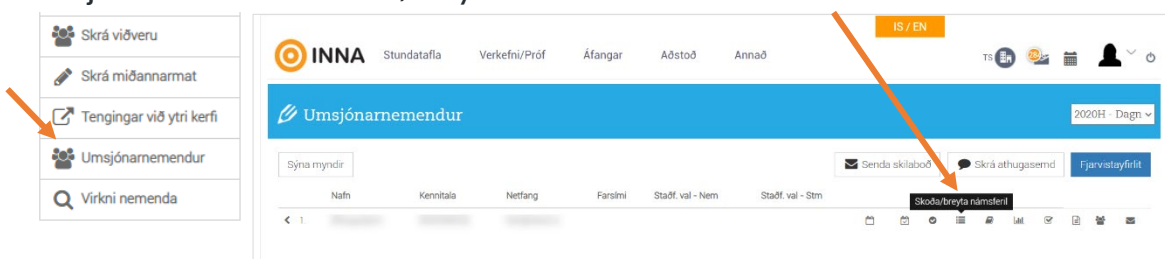 Skrá viðveru
Skrá miðannarmat
Tengingar við ytri kerfi
Umsjónarnemendur
Virkni nemenda
IS / EN
INNA Stundatafla Verkefni/Próf Áfangar Aðstoð Annað TS
Umsjónarnemendur 2020H - Dagn
Sýna myndir Senda skilaboð Skrá athugasemd Fjarvistayfirlit
Nafn Kennitala Netfang Farsími Staðf. val - Nem Staðf. val - Stm
Skoða/breyta námsferil
1.